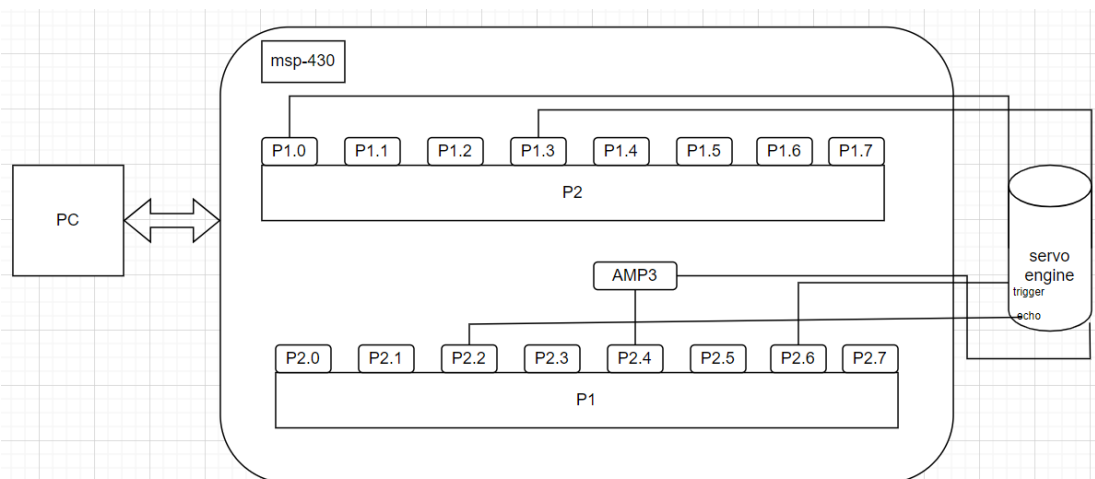 msp-430
P1.0 P1.1 P1.2 P1.3 P1.4 P1.5 P1.6 P1.7
P2
PC
servo
engine
trigger
echo
AMP3
P2.0 P2.1 P2.2 P2.3 P2.4 P2.5 P2.6 P2.7
P1